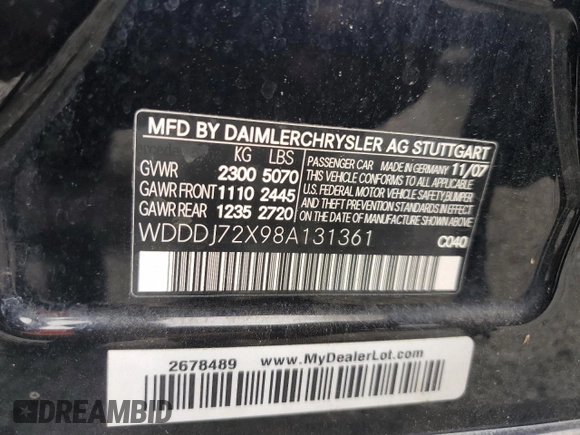 MFD BY DAIMLERCHRYSLER AG STUTTGART
KG LBS
GVWR 2300 5070
GAWR FRONT 1110 2445
GAWR REAR 1235 2720
PASSENGER CAR MADE IN GERMANY 11/07
THIS VEHICLE CONFORMS TO ALL APPLICABLE
U.S. FEDERAL MOTOR VEHICLE SAFETY,BUMPER
AND THEFT PREVENTION STANDARDS IN EFFECT
ON THE DATE OF MANUFACTURE SHOWN ABOVE.
WDDDJ72X98A131361 C040
2678489 www.MyDealerLot.com
DREAMBID